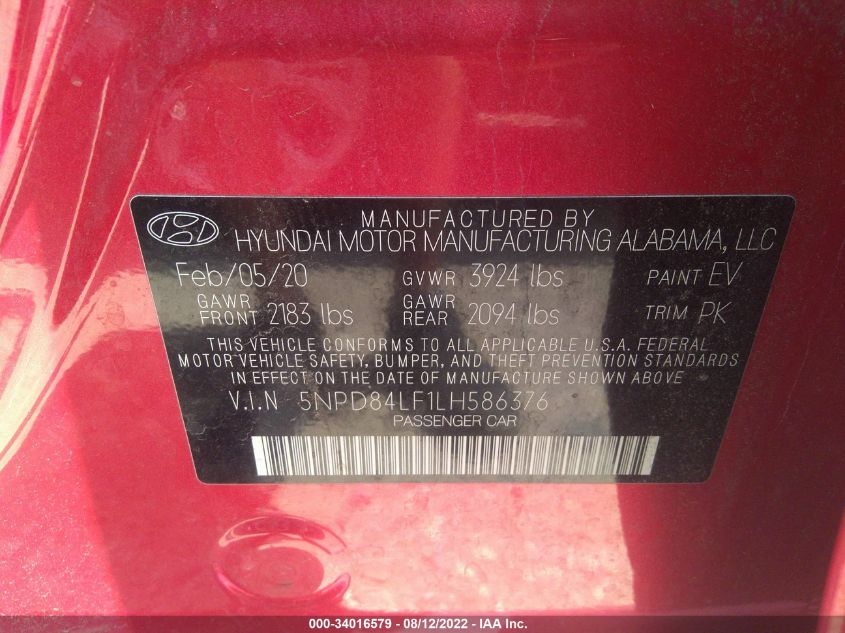 MANUFACTURED BY
HYUNDAI MOTOR MANUFACTURING ALABAMA, LLC
Feb/05/20 GVWR 3924 lbs PAINT EV
GAWR FRONT 2183 lbs GAWR REAR 2094 lbs TRIM PK
THIS VEHICLE CONFORMS TO ALL APPLICABLE U.S.A. FEDERAL
MOTOR VEHICLE SAFETY, BUMPER, AND THEFT PREVENTION STANDARDS
IN EFFECT ON THE DATE OF MANUFACTURE SHOWN ABOVE
V.I.N 5NPD84LF1LH586376
PASSENGER CAR
000-34016579 - 08/12/2022 - IAA Inc.